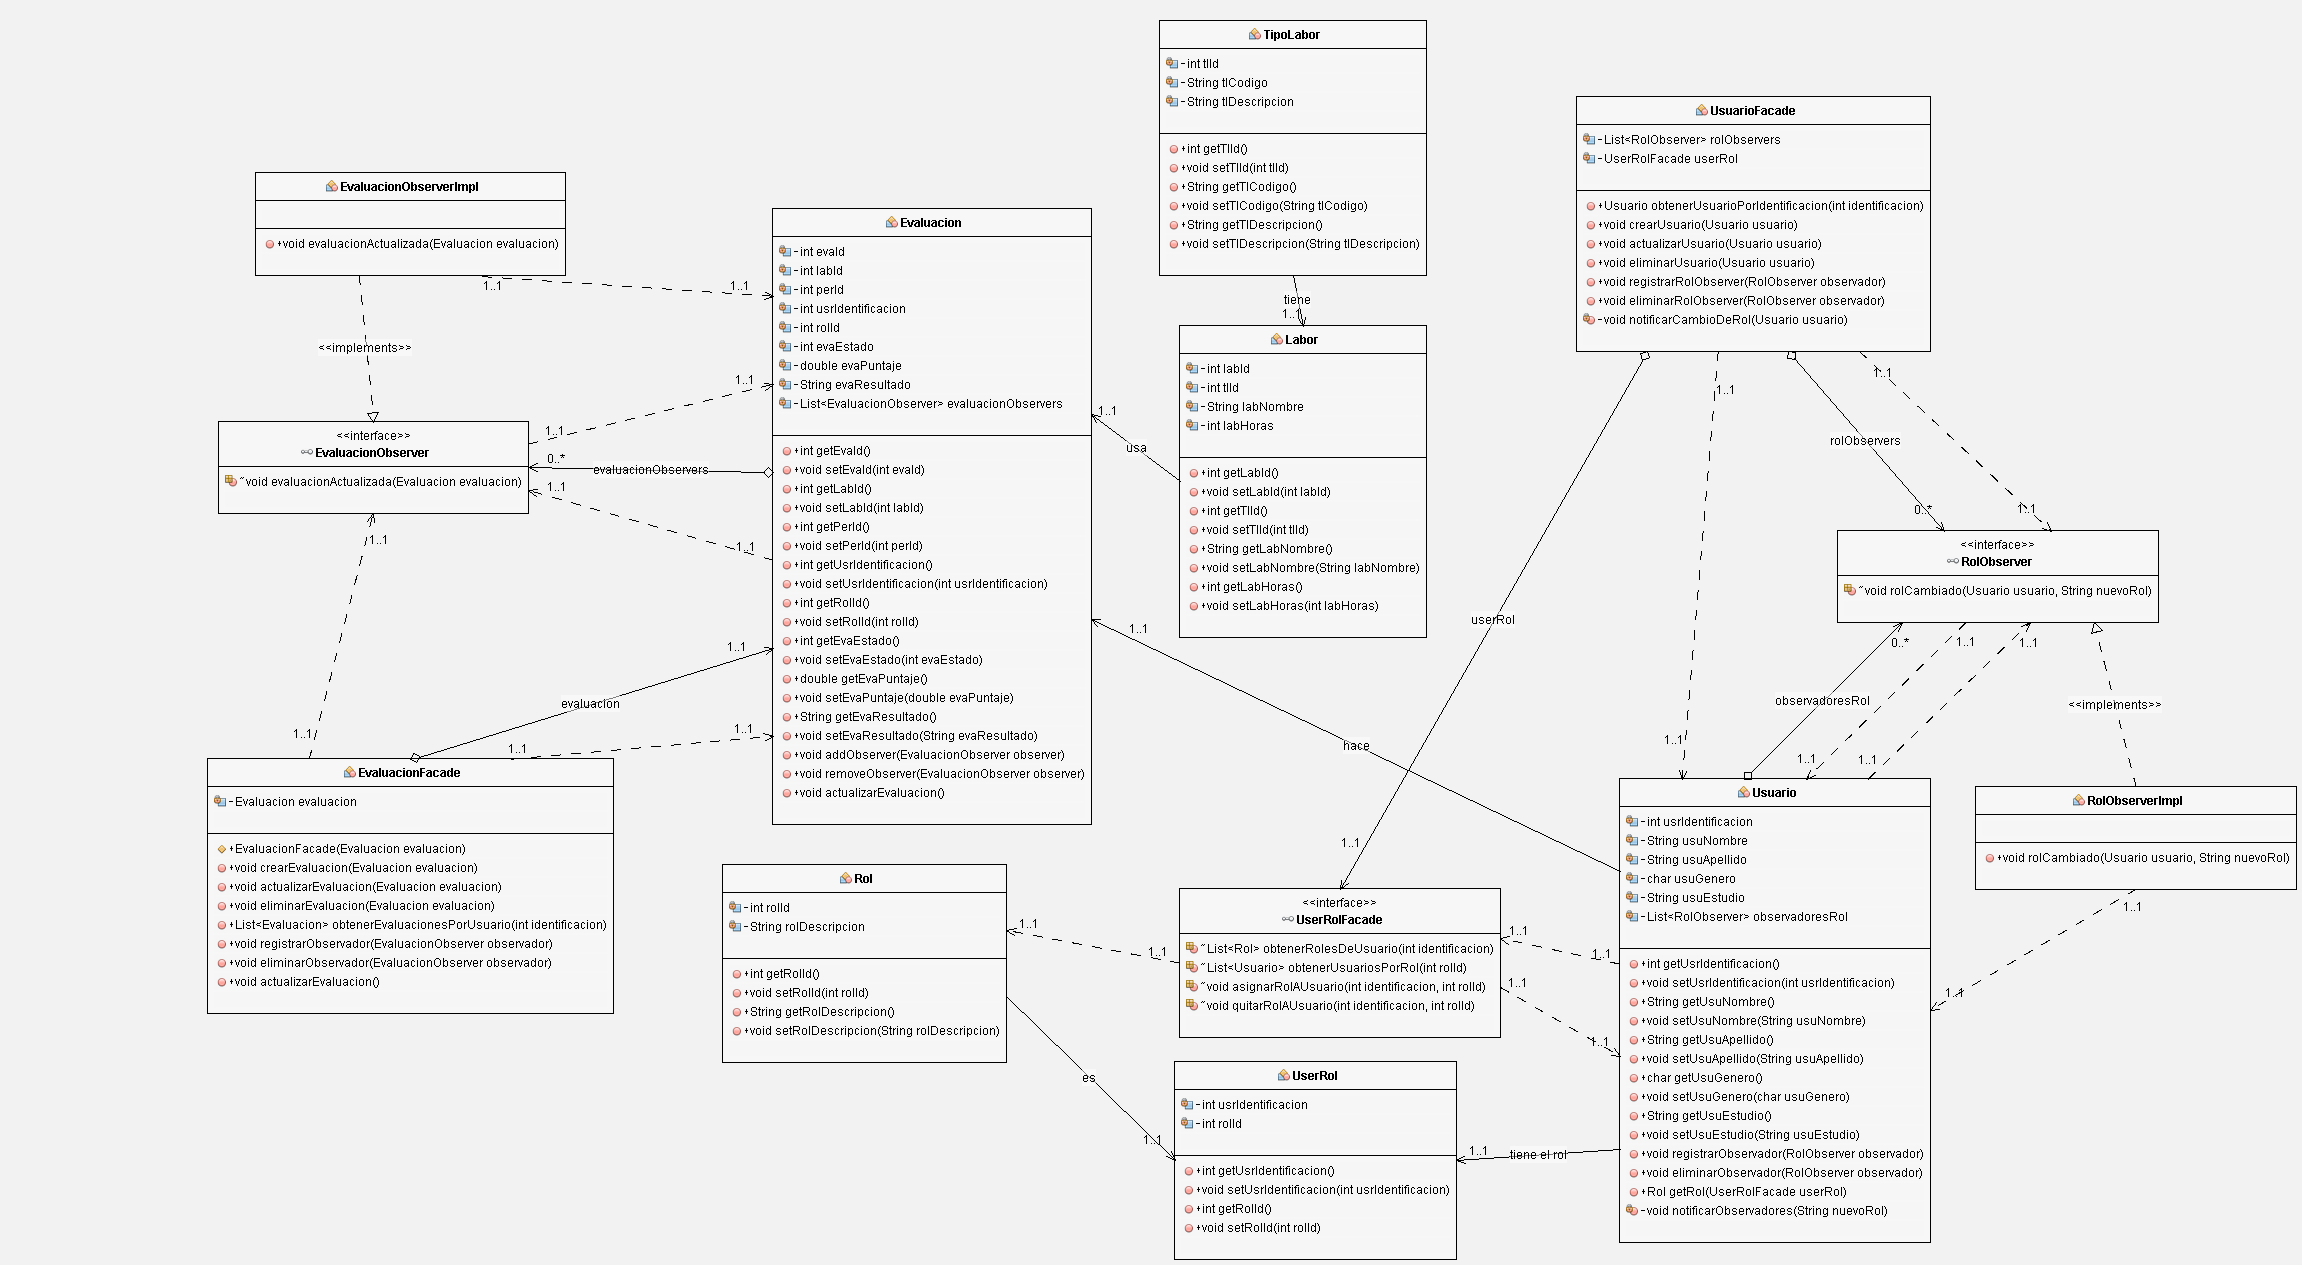 TipoLabor
- int tlId
- String tlCodigo
- String tlDescripcion
+int getTlId()
+void setTlId(int tlId)
+String getTlCodigo()
+void setTlCodigo(String tlCodigo)
+String getTlDescripcion()
+void setTlDescripcion(String tlDescripcion)
tiene
1..1
UsuarioFacade
- List<RolObserver> rolObservers
- UserRolFacade userRol
+Usuario obtenerUsuarioPorIdentificacion(int identificacion)
+void crearUsuario(Usuario usuario)
+void actualizarUsuario(Usuario usuario)
+void eliminarUsuario(Usuario usuario)
+void registrarRolObserver(RolObserver observador)
+void eliminarRolObserver(RolObserver observador)
-void notificarCambioDeRol(Usuario usuario)
EvaluacionObserverImpl
+void evaluacionActualizada(Evaluacion evaluacion)
1..1
1..1
<<implements>>
Evaluacion
- int evaId
- int labId
- int perId
- int usrIdentificacion
- int rolId
- int evaEstado
- double evaPuntaje
- String evaResultado
- List<EvaluacionObserver> evaluacionObservers
+int getEvaId()
+void setEvaId(int evaId)
+int getLabId()
+void setLabId(int labId)
+int getPerId()
+void setPerId(int perId)
+int getUsrIdentificacion()
+void setUsrIdentificacion(int usrIdentificacion)
+int getRolId()
+void setRolId(int rolId)
+int getEvaEstado()
+void setEvaEstado(int evaEstado)
+double getEvaPuntaje()
+void setEvaPuntaje(double evaPuntaje)
+String getEvaResultado()
+void setEvaResultado(String evaResultado)
+void addObserver(EvaluacionObserver observer)
+void removeObserver(EvaluacionObserver observer)
+void actualizarEvaluacion()
Labor
- int labId
- int tlId
- String labNombre
- int labHoras
+int getLabId()
+void setLabId(int labId)
+int getTlId()
+void setTlId(int tlId)
+String getLabNombre()
+void setLabNombre(String labNombre)
+int getLabHoras()
+void setLabHoras(int labHoras)
1..1
usa
<<interface>>
EvaluacionObserver
~void evaluacionActualizada(Evaluacion evaluacion)
1..1
1..1
0..*
evaluacionObservers
1..1
1..1
1..1
1..1
1..1
evaluacion
1..1
1..1
EvaluacionFacade
- Evaluacion evaluacion
+EvaluacionFacade(Evaluacion evaluacion)
+void crearEvaluacion(Evaluacion evaluacion)
+void actualizarEvaluacion(Evaluacion evaluacion)
+void eliminarEvaluacion(Evaluacion evaluacion)
+List<Evaluacion> obtenerEvaluacionesPorUsuario(int identificacion)
+void registrarObservador(EvaluacionObserver observador)
+void eliminarObservador(EvaluacionObserver observador)
+void actualizarEvaluacion()
1..1
1..1
rolObservers
0..*
1..1
userRol
1..1
1..1
<<interface>>
RolObserver
~void rolCambiado(Usuario usuario, String nuevoRol)
0..*
1..1
1..1
observadoresRol
1..1
1..1
<<implements>>
1..1
hace
Usuario
- int usrIdentificacion
- String usuNombre
- String usuApellido
- char usuGenero
- String usuEstudio
- List<RolObserver> observadoresRol
+int getUsrIdentificacion()
+void setUsrIdentificacion(int usrIdentificacion)
+String getUsuNombre()
+void setUsuNombre(String usuNombre)
+String getUsuApellido()
+void setUsuApellido(String usuApellido)
+char getUsuGenero()
+void setUsuGenero(char usuGenero)
+String getUsuEstudio()
+void setUsuEstudio(String usuEstudio)
+void registrarObservador(RolObserver observador)
+void eliminarObservador(RolObserver observador)
+Rol getRol(UserRolFacade userRol)
-void notificarObservadores(String nuevoRol)
RolObserverImpl
+void rolCambiado(Usuario usuario, String nuevoRol)
1..1
1..1
Rol
- int rolId
- String rolDescripcion
+int getRolId()
+void setRolId(int rolId)
+String getRolDescripcion()
+void setRolDescripcion(String rolDescripcion)
1..1
1..1
es
1..1
<<interface>>
UserRolFacade
~List<Rol> obtenerRolesDeUsuario(int identificacion)
~List<Usuario> obtenerUsuariosPorRol(int rolId)
~void asignarRolAUsuario(int identificacion, int rolId)
~void quitarRolAUsuario(int identificacion, int rolId)
1..1
1..1
1..1
1..1
UserRol
- int usrIdentificacion
- int rolId
+int getUsrIdentificacion()
+void setUsrIdentificacion(int usrIdentificacion)
+int getRolId()
+void setRolId(int rolId)
1..1
tiene el rol